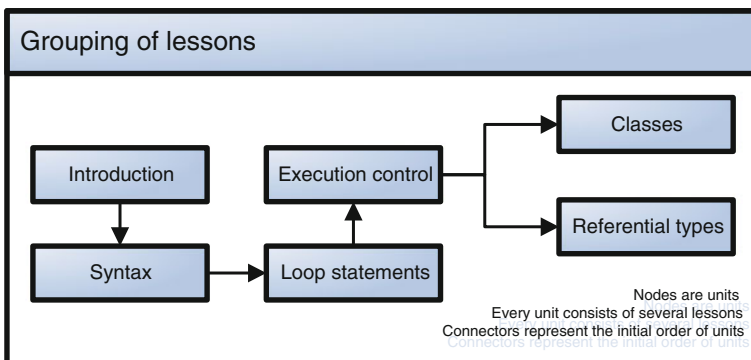 Grouping of lessons
Introduction
Syntax
Loop statements
Execution control
Classes
Referential types
Nodes are units
Every unit consists of several lessons
Connectors represent the initial order of units